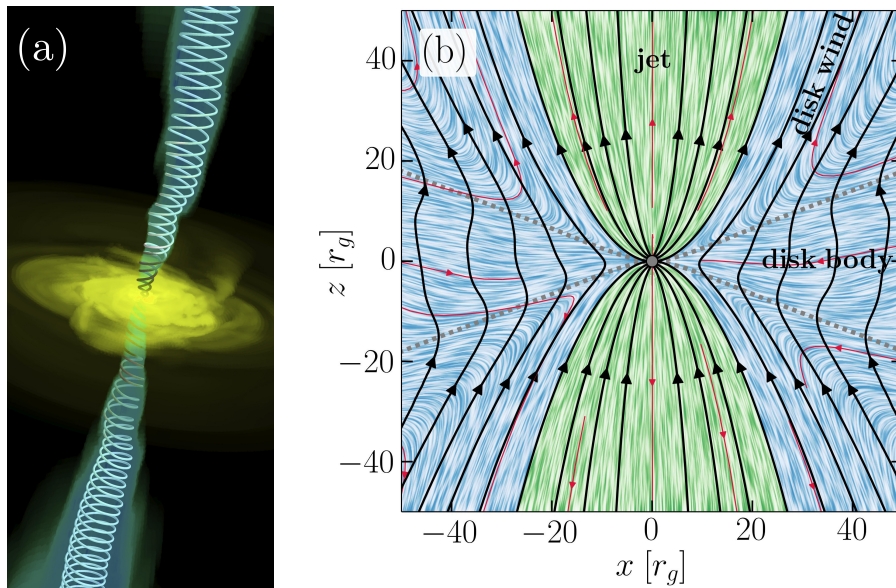 (a)
(b)
jet
disk wind
disk body
40
20
0
−20
−40
z [r_g]
−40
−20
0
20
40
x [r_g]